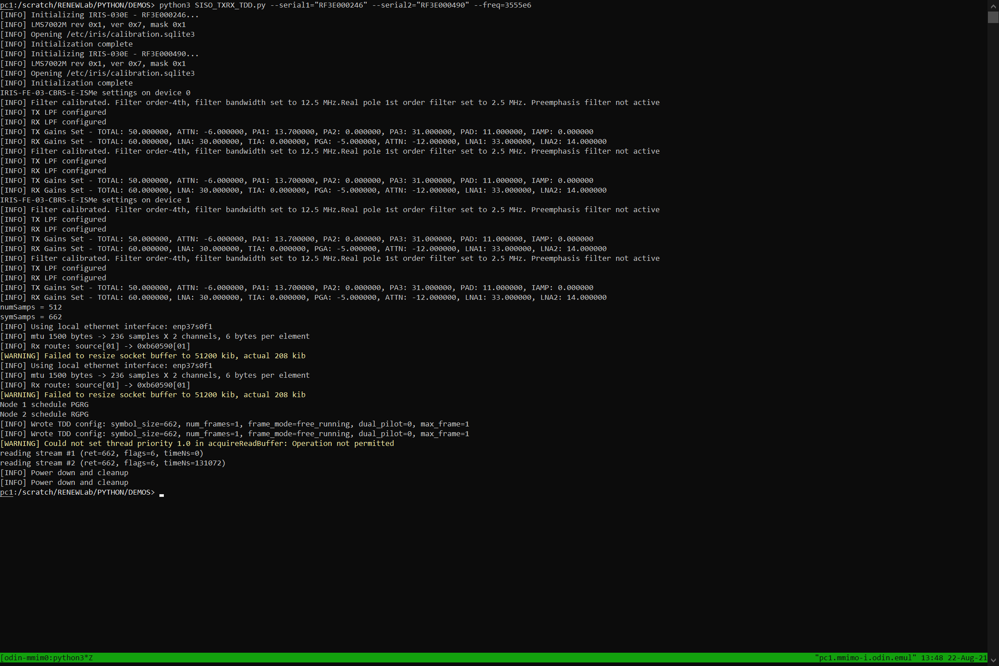 pc1:/scratch/RENEWLab/PYTHON/DEMOS> python3 SISO_TXRX_TDD.py --serial1="RF3E000246" --serial2="RF3E000490" --freq=3555e6
[INFO] Initializing IRIS-030E - RF3E000246...
[INFO] LMS7002M rev 0x1, ver 0x7, mask 0x1
[INFO] Opening /etc/iris/calibration.sqlite3
[INFO] Initialization complete
[INFO] Initializing IRIS-030E - RF3E000490...
[INFO] LMS7002M rev 0x1, ver 0x7, mask 0x1
[INFO] Opening /etc/iris/calibration.sqlite3
[INFO] Initialization complete
IRIS-FE-03-CBRS-E-ISMe settings on device 0
[INFO] Filter calibrated. Filter order-4th, filter bandwidth set to 12.5 MHz.Real pole 1st order filter set to 2.5 MHz. Preemphasis filter not active
[INFO] TX LPF configured
[INFO] RX LPF configured
[INFO] TX Gains Set - TOTAL: 50.000000, ATTN: -6.000000, PA1: 13.700000, PA2: 0.000000, PA3: 31.000000, PAD: 11.000000, IAMP: 0.000000
[INFO] RX Gains Set - TOTAL: 60.000000, LNA: 30.000000, TIA: 0.000000, PGA: -5.000000, ATTN: -12.000000, LNA1: 33.000000, LNA2: 14.000000
[INFO] Filter calibrated. Filter order-4th, filter bandwidth set to 12.5 MHz.Real pole 1st order filter set to 2.5 MHz. Preemphasis filter not active
[INFO] TX LPF configured
[INFO] RX LPF configured
[INFO] TX Gains Set - TOTAL: 50.000000, ATTN: -6.000000, PA1: 13.700000, PA2: 0.000000, PA3: 31.000000, PAD: 11.000000, IAMP: 0.000000
[INFO] RX Gains Set - TOTAL: 60.000000, LNA: 30.000000, TIA: 0.000000, PGA: -5.000000, ATTN: -12.000000, LNA1: 33.000000, LNA2: 14.000000
IRIS-FE-03-CBRS-E-ISMe settings on device 1
[INFO] Filter calibrated. Filter order-4th, filter bandwidth set to 12.5 MHz.Real pole 1st order filter set to 2.5 MHz. Preemphasis filter not active
[INFO] TX LPF configured
[INFO] RX LPF configured
[INFO] TX Gains Set - TOTAL: 50.000000, ATTN: -6.000000, PA1: 13.700000, PA2: 0.000000, PA3: 31.000000, PAD: 11.000000, IAMP: 0.000000
[INFO] RX Gains Set - TOTAL: 60.000000, LNA: 30.000000, TIA: 0.000000, PGA: -5.000000, ATTN: -12.000000, LNA1: 33.000000, LNA2: 14.000000
[INFO] Filter calibrated. Filter order-4th, filter bandwidth set to 12.5 MHz.Real pole 1st order filter set to 2.5 MHz. Preemphasis filter not active
[INFO] TX LPF configured
[INFO] RX LPF configured
[INFO] TX Gains Set - TOTAL: 50.000000, ATTN: -6.000000, PA1: 13.700000, PA2: 0.000000, PA3: 31.000000, PAD: 11.000000, IAMP: 0.000000
[INFO] RX Gains Set - TOTAL: 60.000000, LNA: 30.000000, TIA: 0.000000, PGA: -5.000000, ATTN: -12.000000, LNA1: 33.000000, LNA2: 14.000000
numSamps = 512
symSamps = 662
[INFO] Using local ethernet interface: enp37s0f1
[INFO] mtu 1500 bytes -> 236 samples X 2 channels, 6 bytes per element
[INFO] Rx route: source[01] -> 0xb60590[01]
[WARNING] Failed to resize socket buffer to 51200 kib, actual 208 kib
[INFO] Using local ethernet interface: enp37s0f1
[INFO] mtu 1500 bytes -> 236 samples X 2 channels, 6 bytes per element
[INFO] Rx route: source[01] -> 0xb60590[01]
[WARNING] Failed to resize socket buffer to 51200 kib, actual 208 kib
Node 1 schedule PGRG
Node 2 schedule RGPG
[INFO] Wrote TDD config: symbol_size=662, num_frames=1, frame_mode=free_running, dual_pilot=0, max_frame=1
[INFO] Wrote TDD config: symbol_size=662, num_frames=1, frame_mode=free_running, dual_pilot=0, max_frame=1
[WARNING] Could not set thread priority 1.0 in acquireReadBuffer: Operation not permitted
reading stream #1 (ret=662, flags=6, timeNs=0)
reading stream #2 (ret=662, flags=6, timeNs=131072)
[INFO] Power down and cleanup
[INFO] Power down and cleanup
pc1:/scratch/RENEWLab/PYTHON/DEMOS>
[odin-mmim0:python3*Z "pc1.mmimo-i.odin.emul" 13:48 22-Aug-21